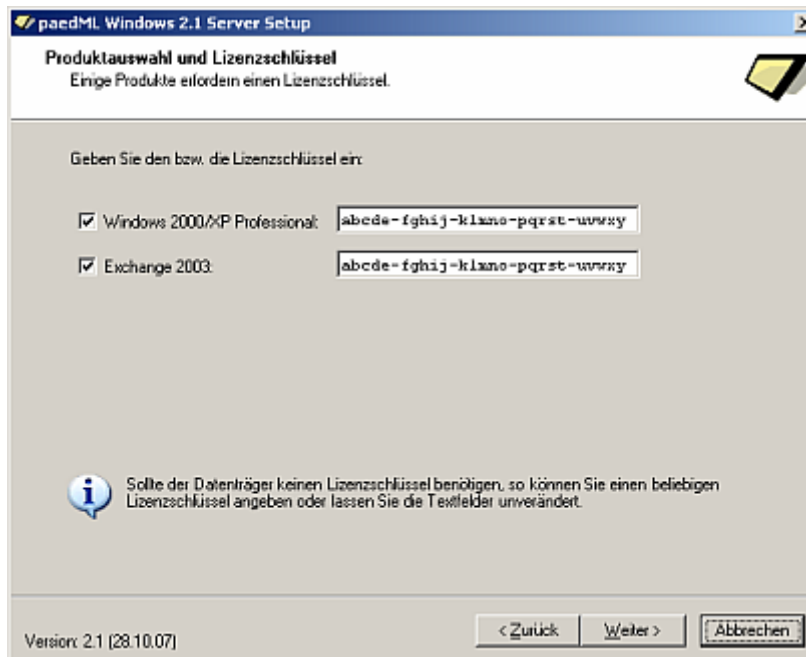 paedML Windows 2.1 Server Setup
Produktauswahl und Lizenzschlüssel
Einige Produkte erfordern einen Lizenzschlüssel.
Geben Sie den bzw. die Lizenzschlüssel ein:
Windows 2000/XP Professional: abcde-fghij-klmno-pqrst-uvwxy
Exchange 2003: abcde-fghij-klmno-pqrst-uvwxy
Sollte der Datenträger keinen Lizenzschlüssel benötigen, so können Sie einen beliebigen
Lizenzschlüssel angeben oder lassen Sie die Textfelder unverändert.
Version: 2.1 (28.10.07)
< Zurück Weiter > Abbrechen